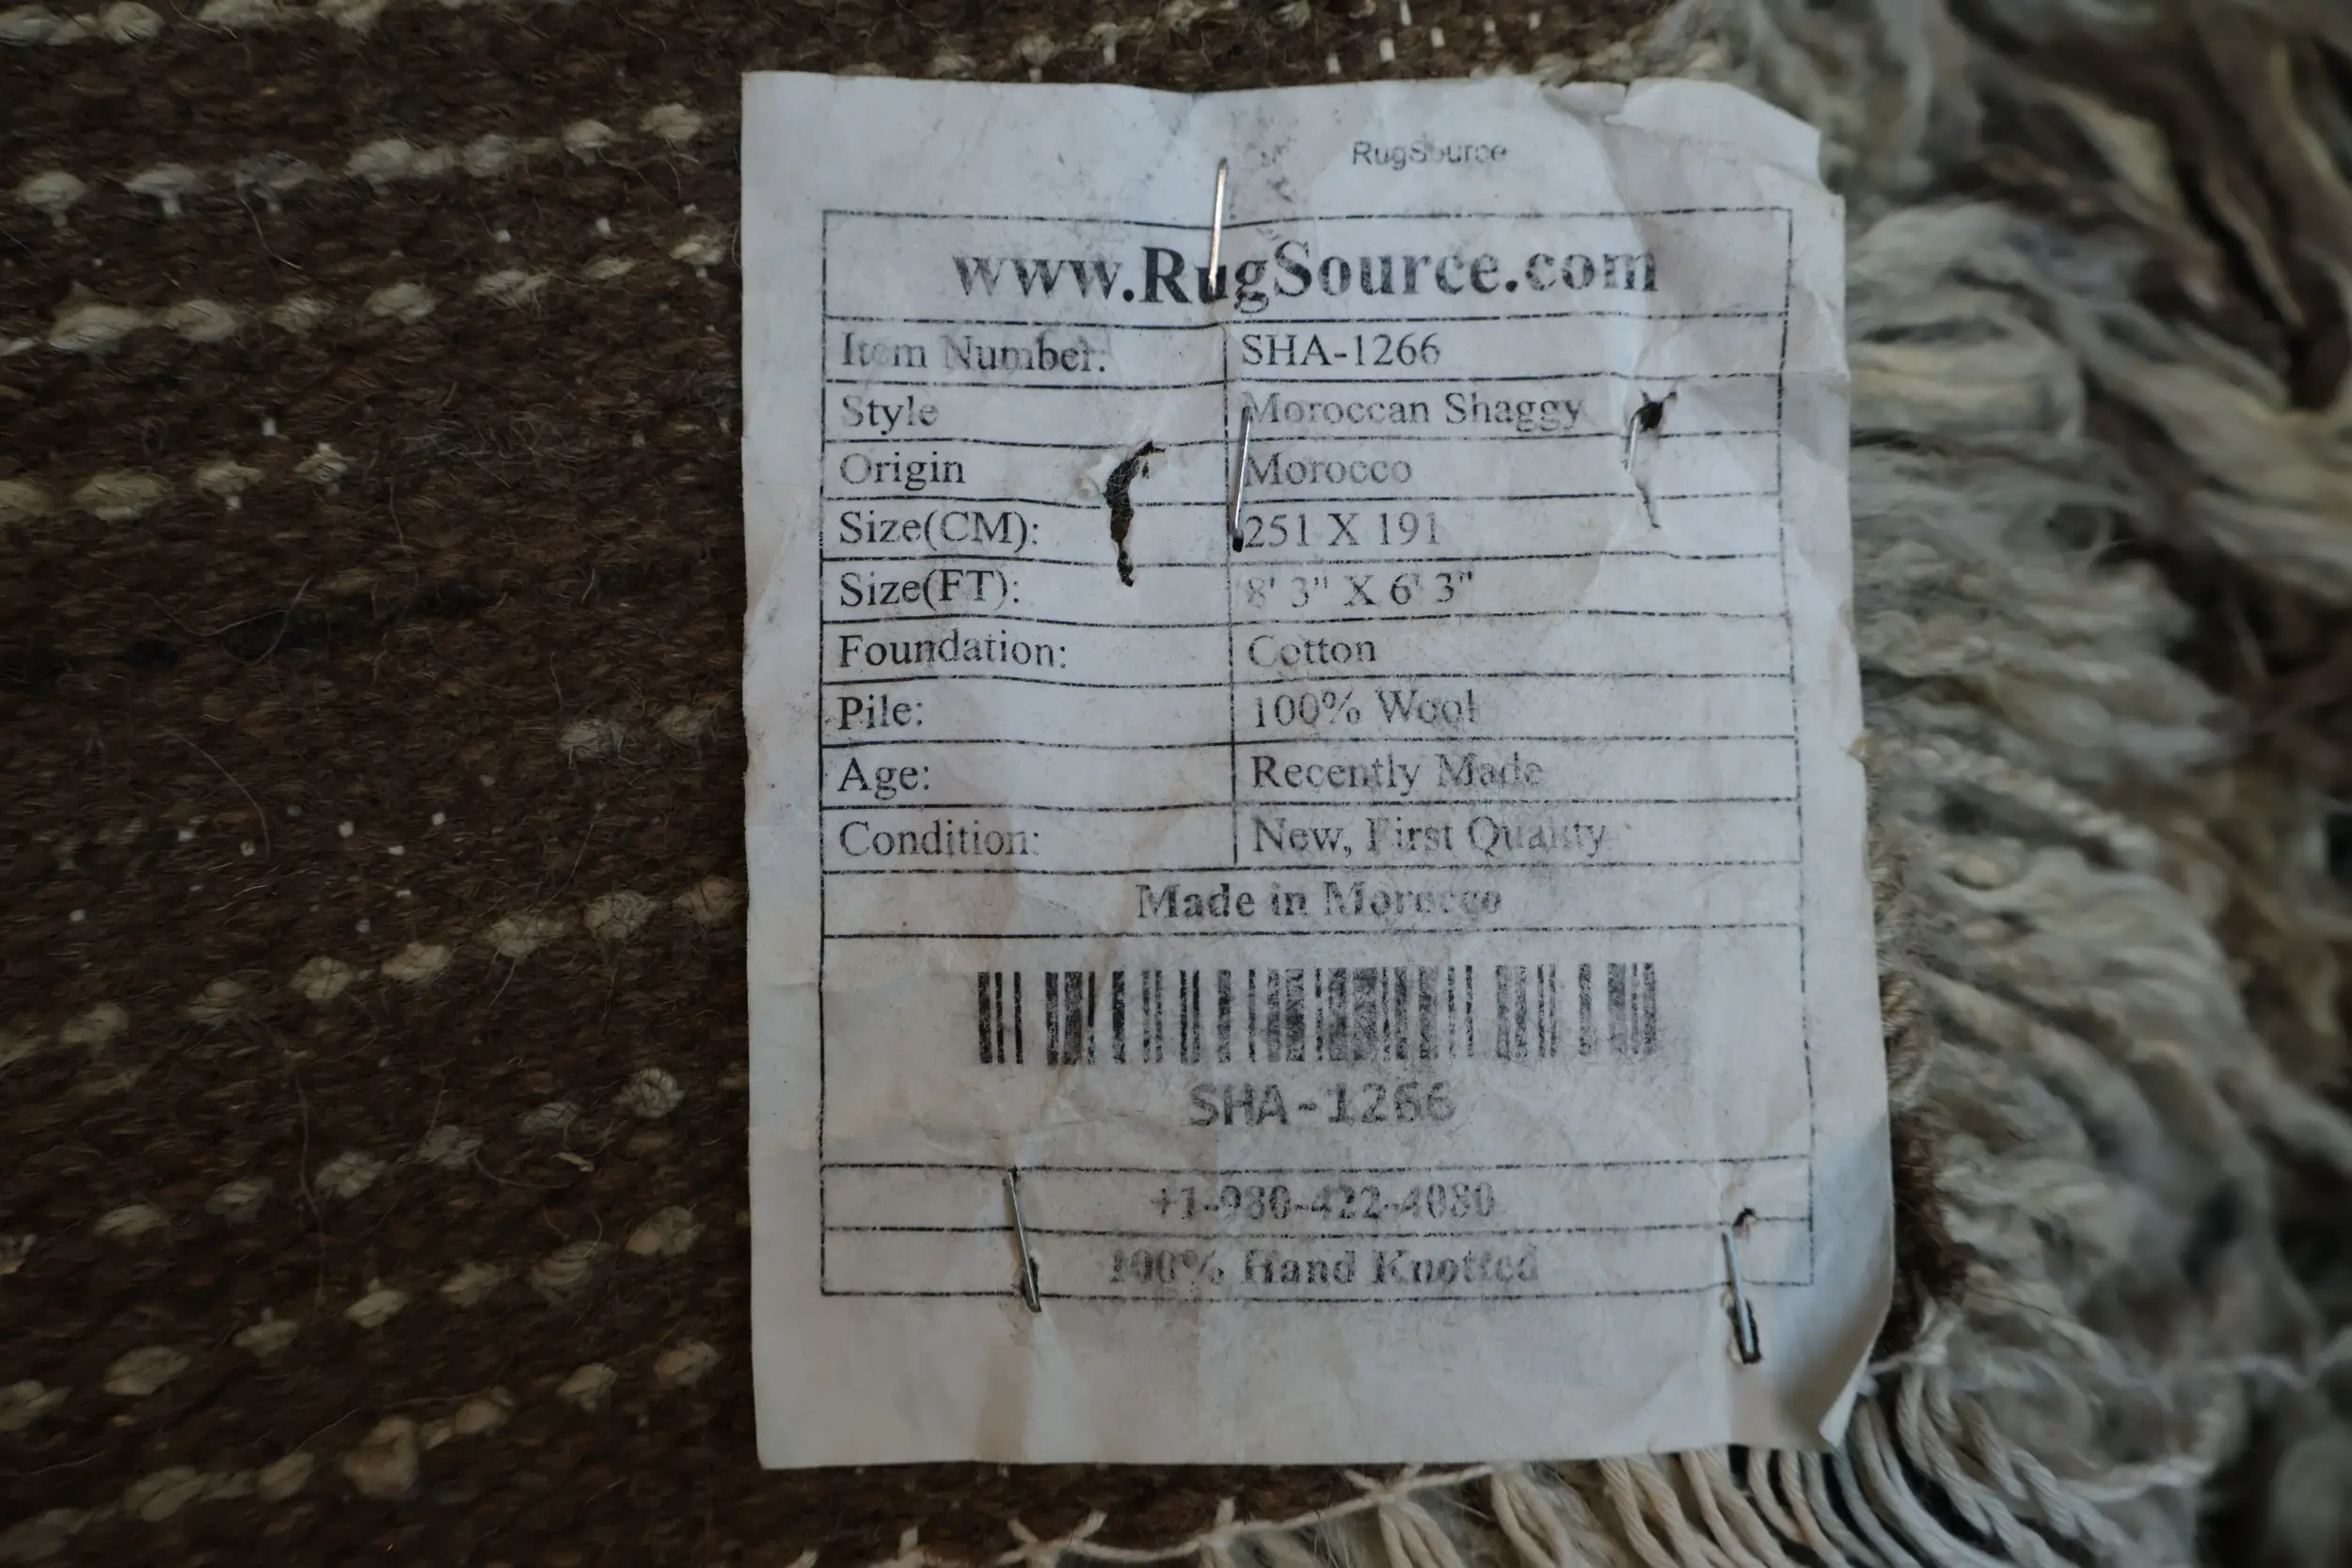 RugSource
www.RugSource.com
Item Number: SHA-1266
Style Moroccan Shaggy
Origin Morocco
Size(CM): 251 X 191
Size(FT): 8' 3" X 6' 3"
Foundation: Cotton
Pile: 100% Wool
Age: Recently Made
Condition: New, First Quality
Made in Morocco
SHA-1266
+1-980-422-4080
100% Hand Knotted